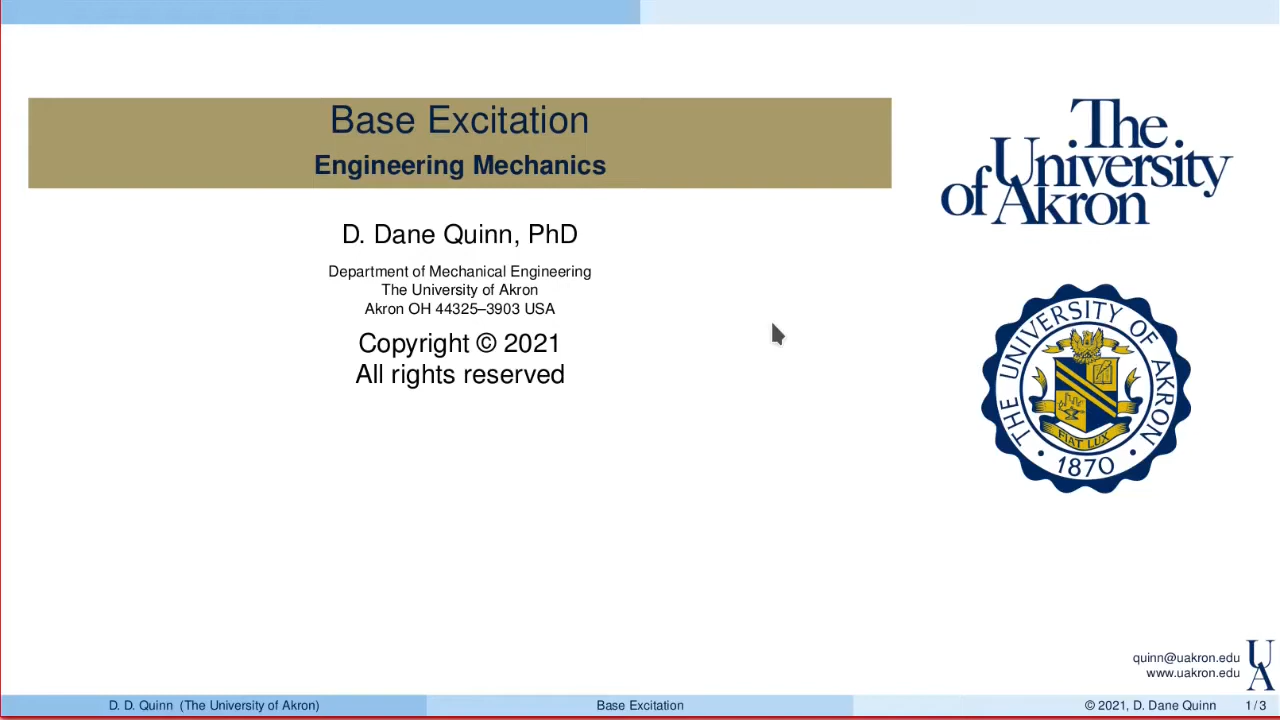 Base Excitation
Engineering Mechanics
D. Dane Quinn, PhD
Department of Mechanical Engineering
The University of Akron
Akron OH 44325–3903 USA
Copyright © 2021
All rights reserved
The
University
of Akron
THE UNIVERSITY OF AKRON
FIAT LUX
• 1870 •
quinn@uakron.edu
www.uakron.edu
UA
D. D. Quinn (The University of Akron)
Base Excitation
© 2021, D. Dane Quinn
1 / 3